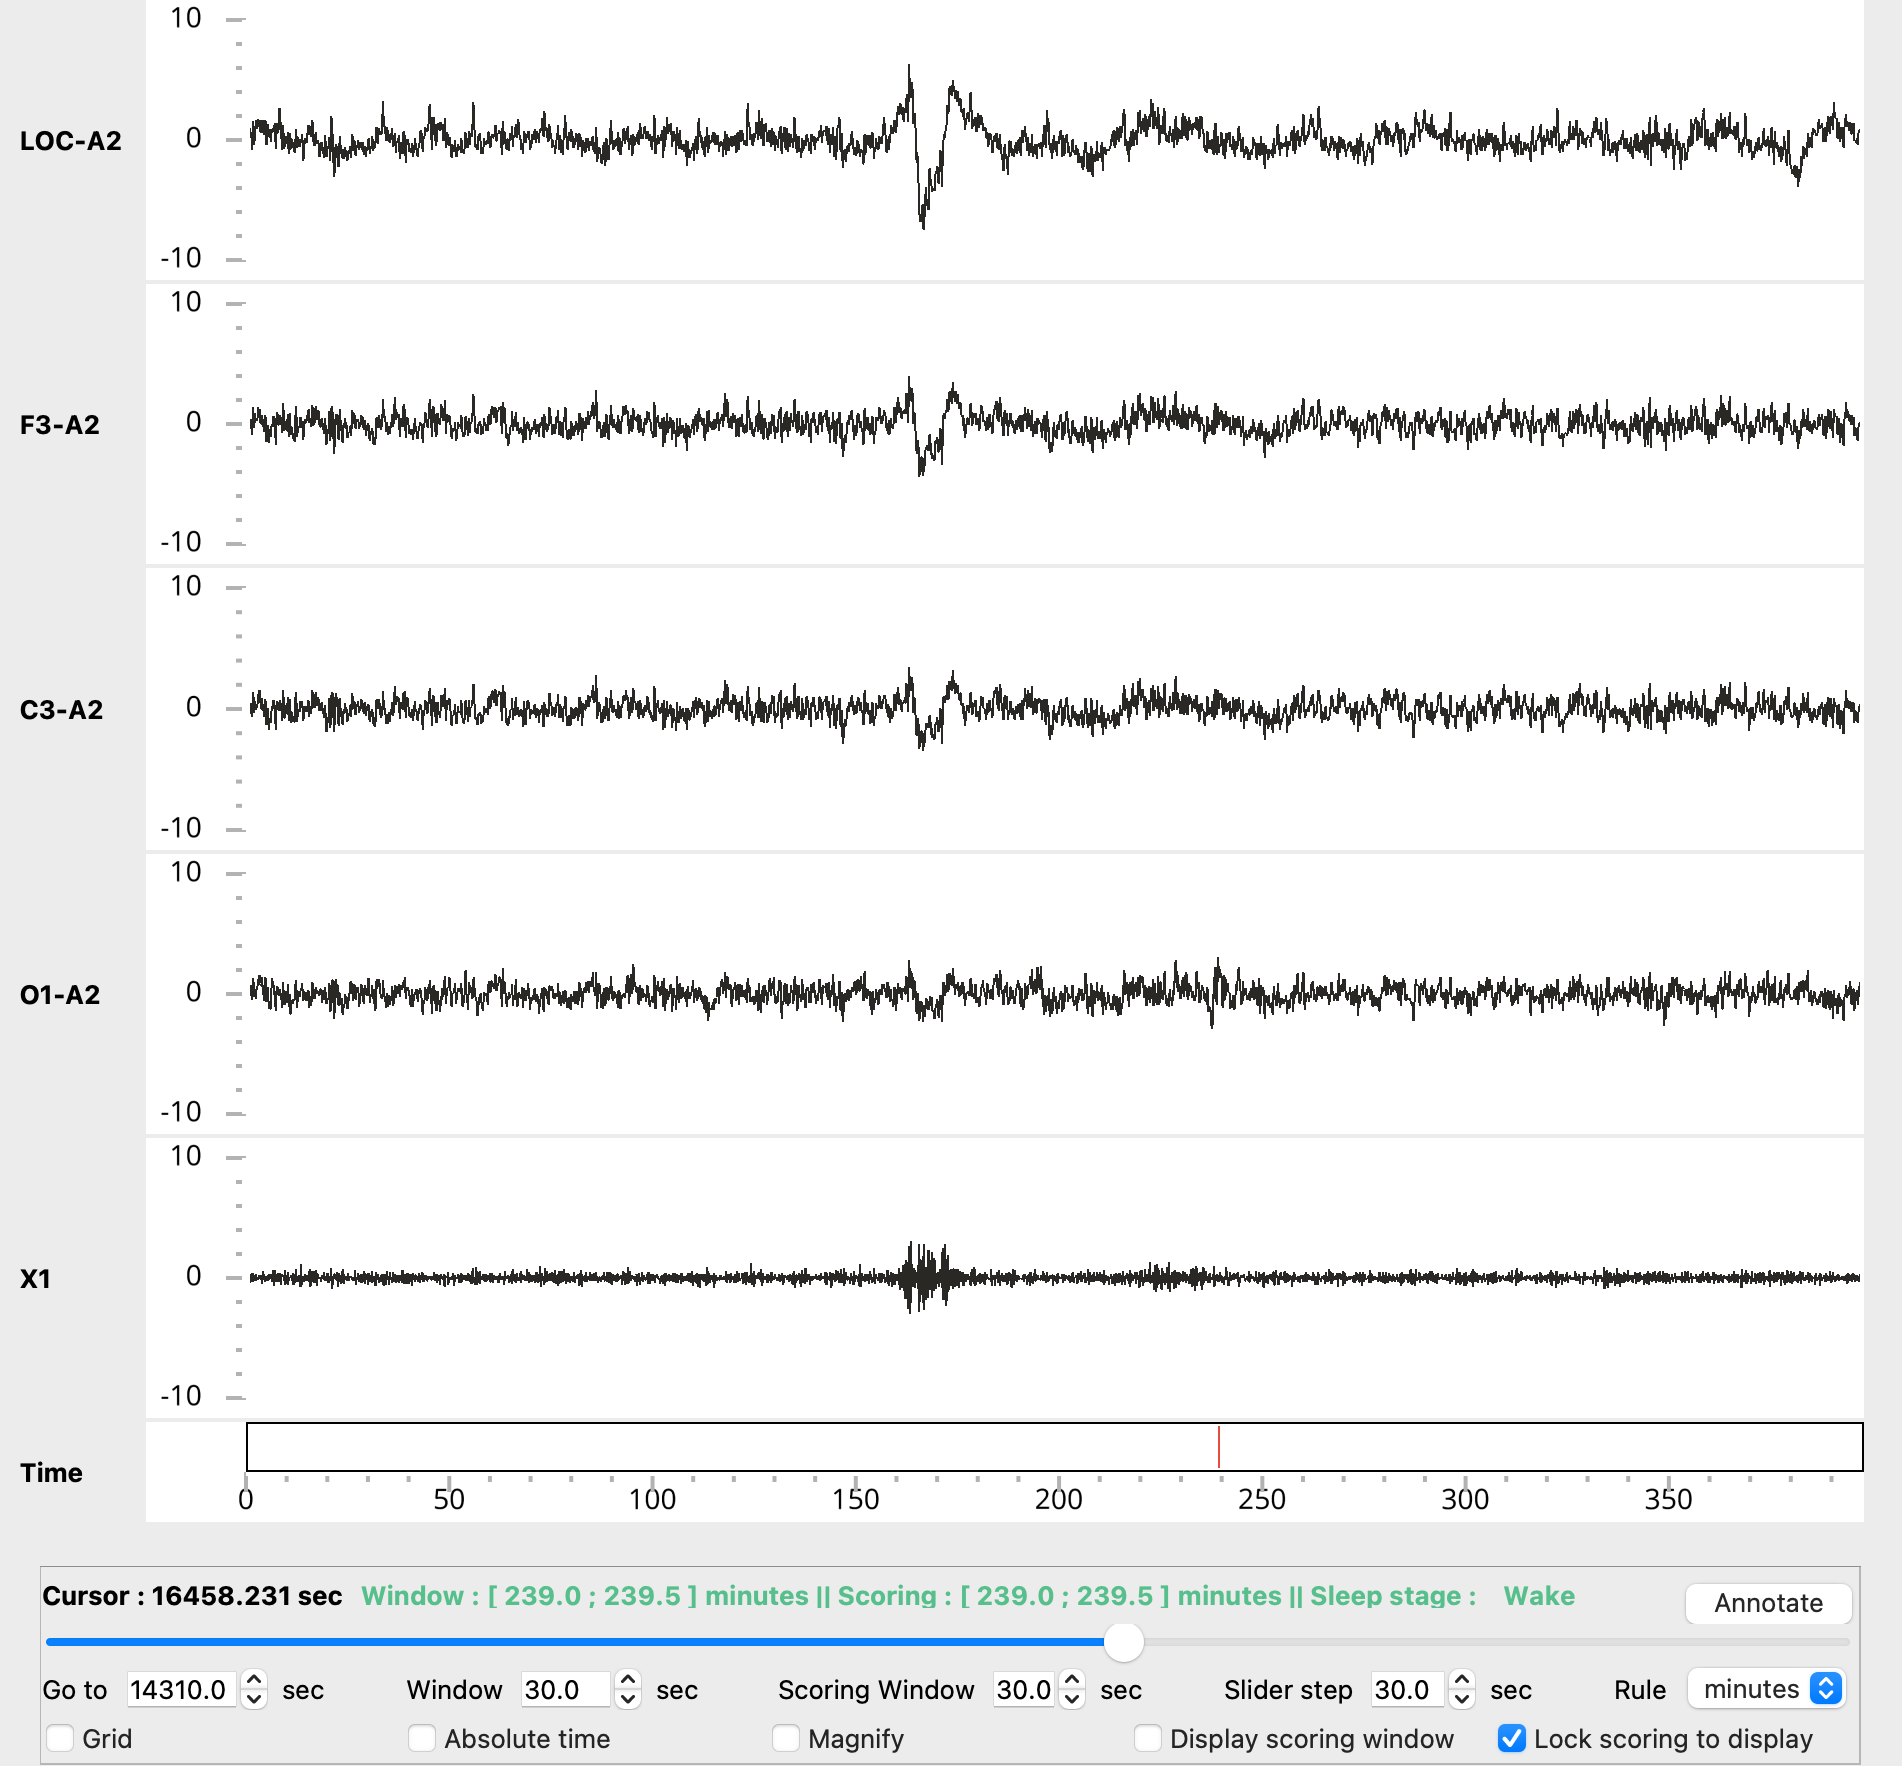 10
LOC-A2
0
-10
10
F3-A2
0
-10
10
C3-A2
0
-10
10
O1-A2
0
-10
10
X1
0
-10
Time
0 50 100 150 200 250 300 350
Cursor : 16458.231 sec Window : [ 239.0 ; 239.5 ] minutes || Scoring : [ 239.0 ; 239.5 ] minutes || Sleep stage : Wake Annotate
Go to 14310.0 sec Window 30.0 sec Scoring Window 30.0 sec Slider step 30.0 sec Rule minutes
Grid Absolute time Magnify Display scoring window Lock scoring to display